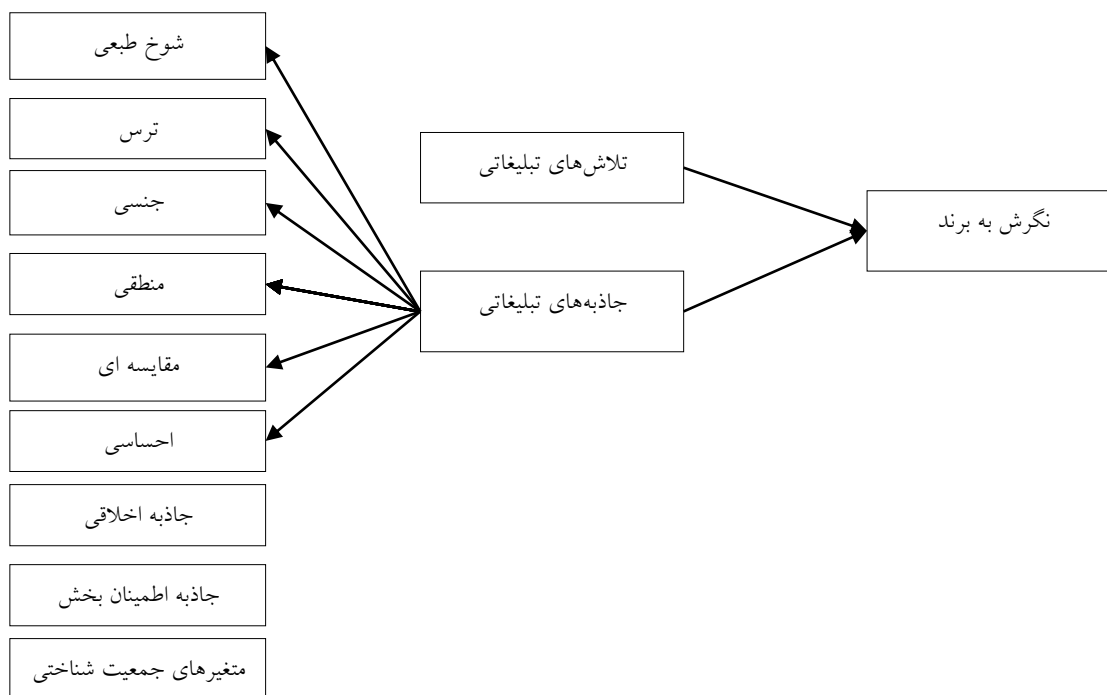 شوخ طبعی
ترس
جنسی
منطقی
مقایسه ای
احساسی
جاذبه اخلاقی
جاذبه اطمینان بخش
متغیرهای جمعیت شناختی
تلاش‌های تبلیغاتی
جاذبه‌های تبلیغاتی
نگرش به برند